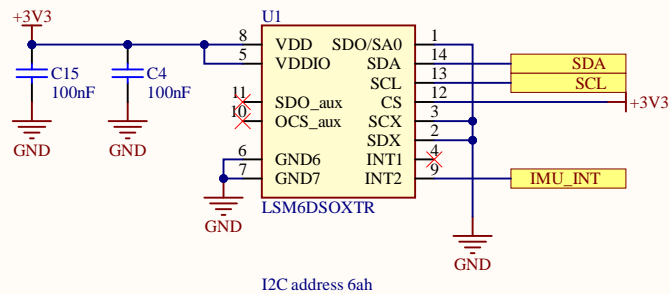 +3V3
U1
8 VDD SDO/SA0 1
5 VDDIO SDA 14 SDA
C15 C4 SCL 13 SCL
100nF 100nF
11 SDO_aux CS 12 +3V3
10 OCS_aux SCX 3
SDX 2
GND GND
6 GND6 INT1 4
7 GND7 INT2 9 IMU_INT
LSM6DSOXTR
GND
GND
I2C address 6ah